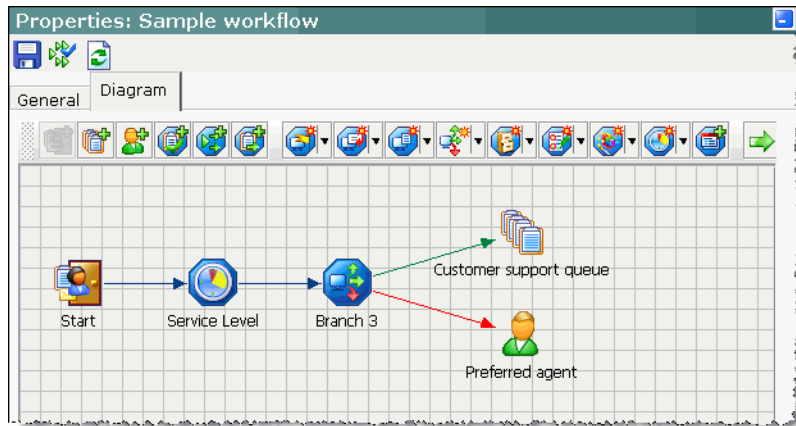 Properties: Sample workflow
General
Diagram
Customer support queue
Start
Service Level
Branch 3
Preferred agent